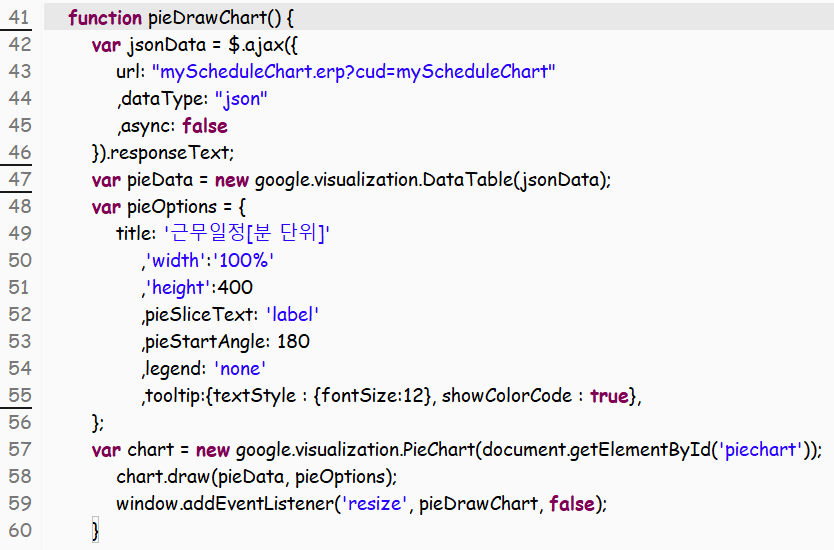 41 function pieDrawChart() {
42 var jsonData = $.ajax({
43 url: "myScheduleChart.erp?cud=myScheduleChart"
44 ,dataType: "json"
45 ,async: false
46 }).responseText;
47 var pieData = new google.visualization.DataTable(jsonData);
48 var pieOptions = {
49 title: '근무일정[분 단위]'
50 ,'width':'100%'
51 ,'height':400
52 ,pieSliceText: 'label'
53 ,pieStartAngle: 180
54 ,legend: 'none'
55 ,tooltip:{textStyle : {fontSize:12}, showColorCode : true},
56 };
57 var chart = new google.visualization.PieChart(document.getElementById('piechart'));
58 chart.draw(pieData, pieOptions);
59 window.addEventListener('resize', pieDrawChart, false);
60 }